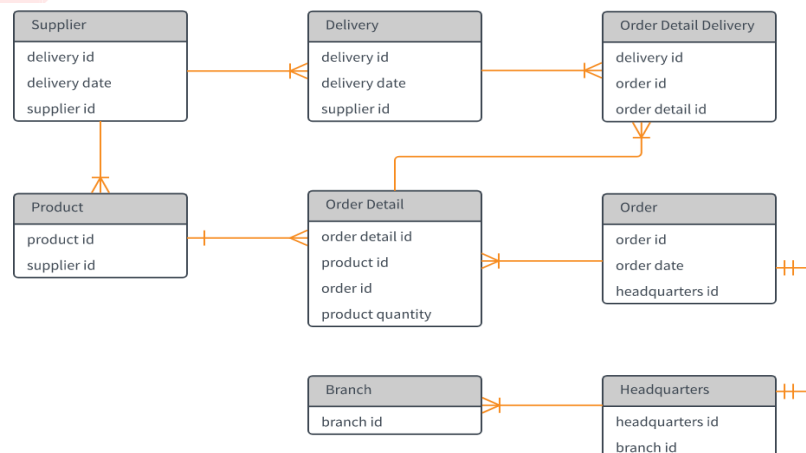 Supplier
delivery id
delivery date
supplier id
Delivery
delivery id
delivery date
supplier id
Order Detail Delivery
delivery id
order id
order detail id
Product
product id
supplier id
Order Detail
order detail id
product id
order id
product quantity
Order
order id
order date
headquarters id
Branch
branch id
Headquarters
headquarters id
branch id